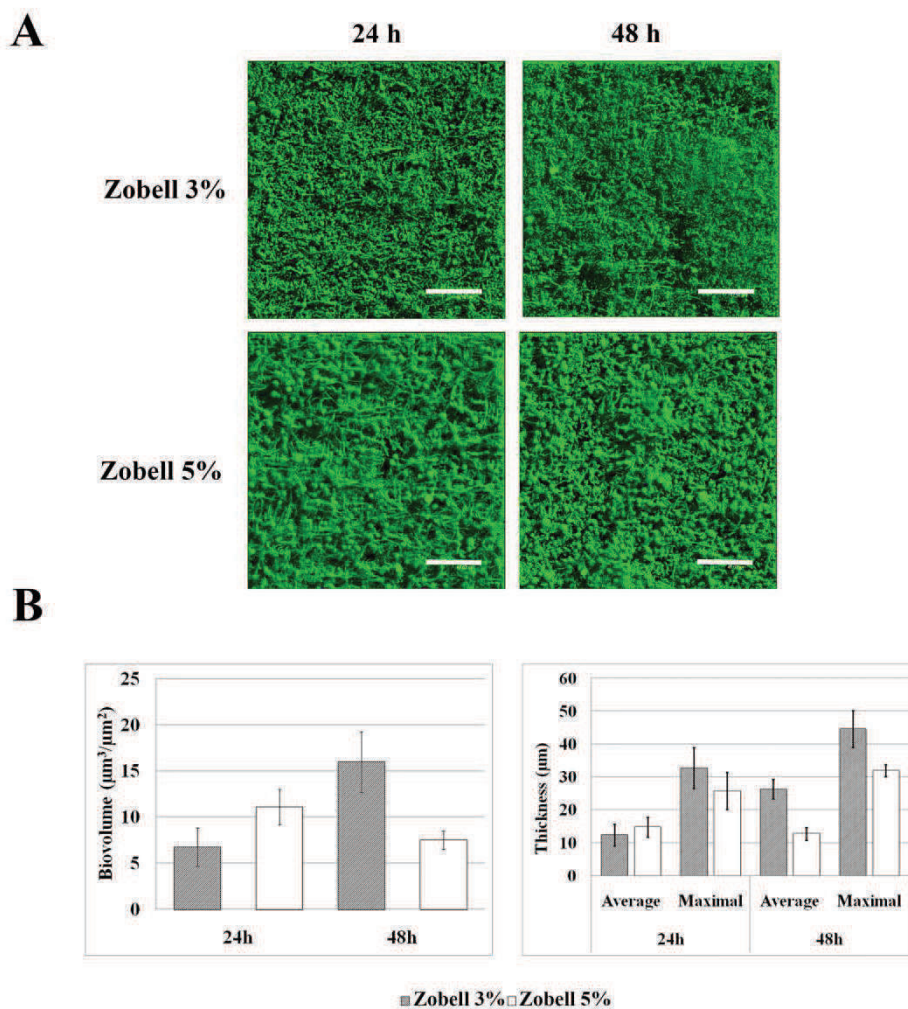 A
24 h
48 h
Zobell 3%
Zobell 5%
B
Biovolume (µm³/µm²)
25
20
15
10
5
0
24h
48h
Thickness (µm)
60
50
40
30
20
10
0
Average
Maximal
Average
Maximal
24h
48h
Zobell 3%
Zobell 5%